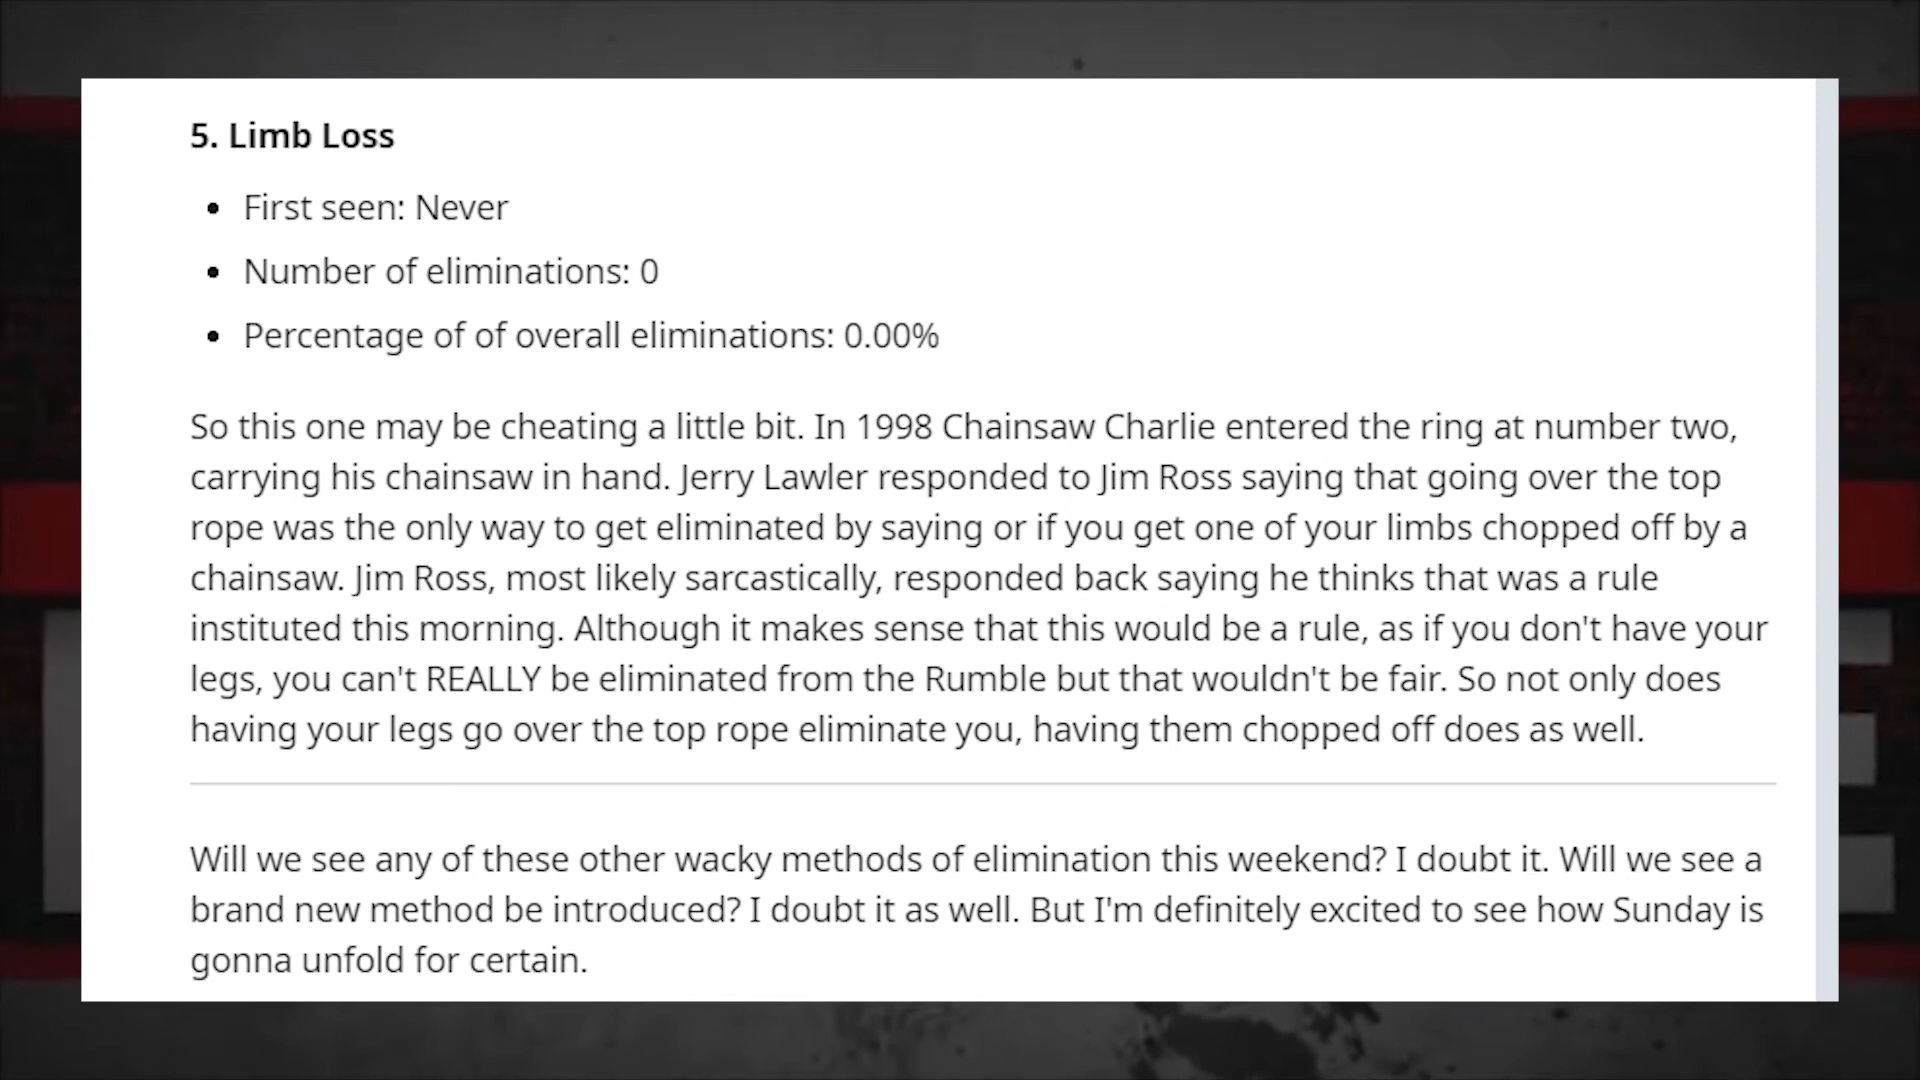 5. Limb Loss
• First seen: Never
• Number of eliminations: 0
• Percentage of of overall eliminations: 0.00%
So this one may be cheating a little bit. In 1998 Chainsaw Charlie entered the ring at number two,
carrying his chainsaw in hand. Jerry Lawler responded to Jim Ross saying that going over the top
rope was the only way to get eliminated by saying or if you get one of your limbs chopped off by a
chainsaw. Jim Ross, most likely sarcastically, responded back saying he thinks that was a rule
instituted this morning. Although it makes sense that this would be a rule, as if you don't have your
legs, you can't REALLY be eliminated from the Rumble but that wouldn't be fair. So not only does
having your legs go over the top rope eliminate you, having them chopped off does as well.
Will we see any of these other wacky methods of elimination this weekend? I doubt it. Will we see a
brand new method be introduced? I doubt it as well. But I'm definitely excited to see how Sunday is
gonna unfold for certain.